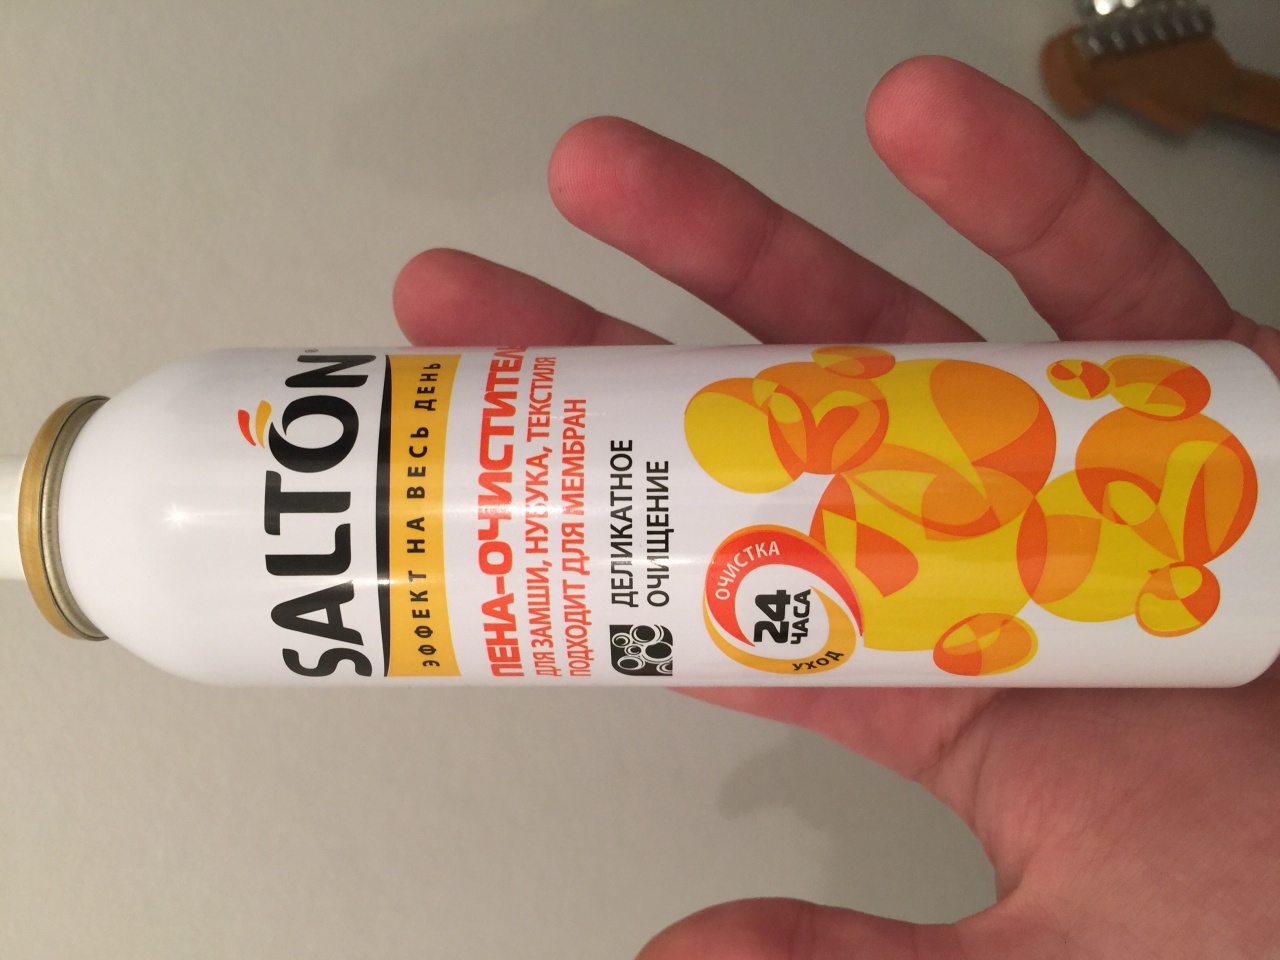 SALTON
ЭФФЕКТ НА ВЕСЬ ДЕНЬ
ПЕНА-ОЧИСТИТЕЛЬ
ДЛЯ ЗАМШИ, НУБУКА, ТЕКСТИЛЯ
ПОДХОДИТ ДЛЯ МЕМБРАН
ДЕЛИКАТНОЕ
ОЧИЩЕНИЕ
ОЧИСТКА
24
ЧАСА
УХОД